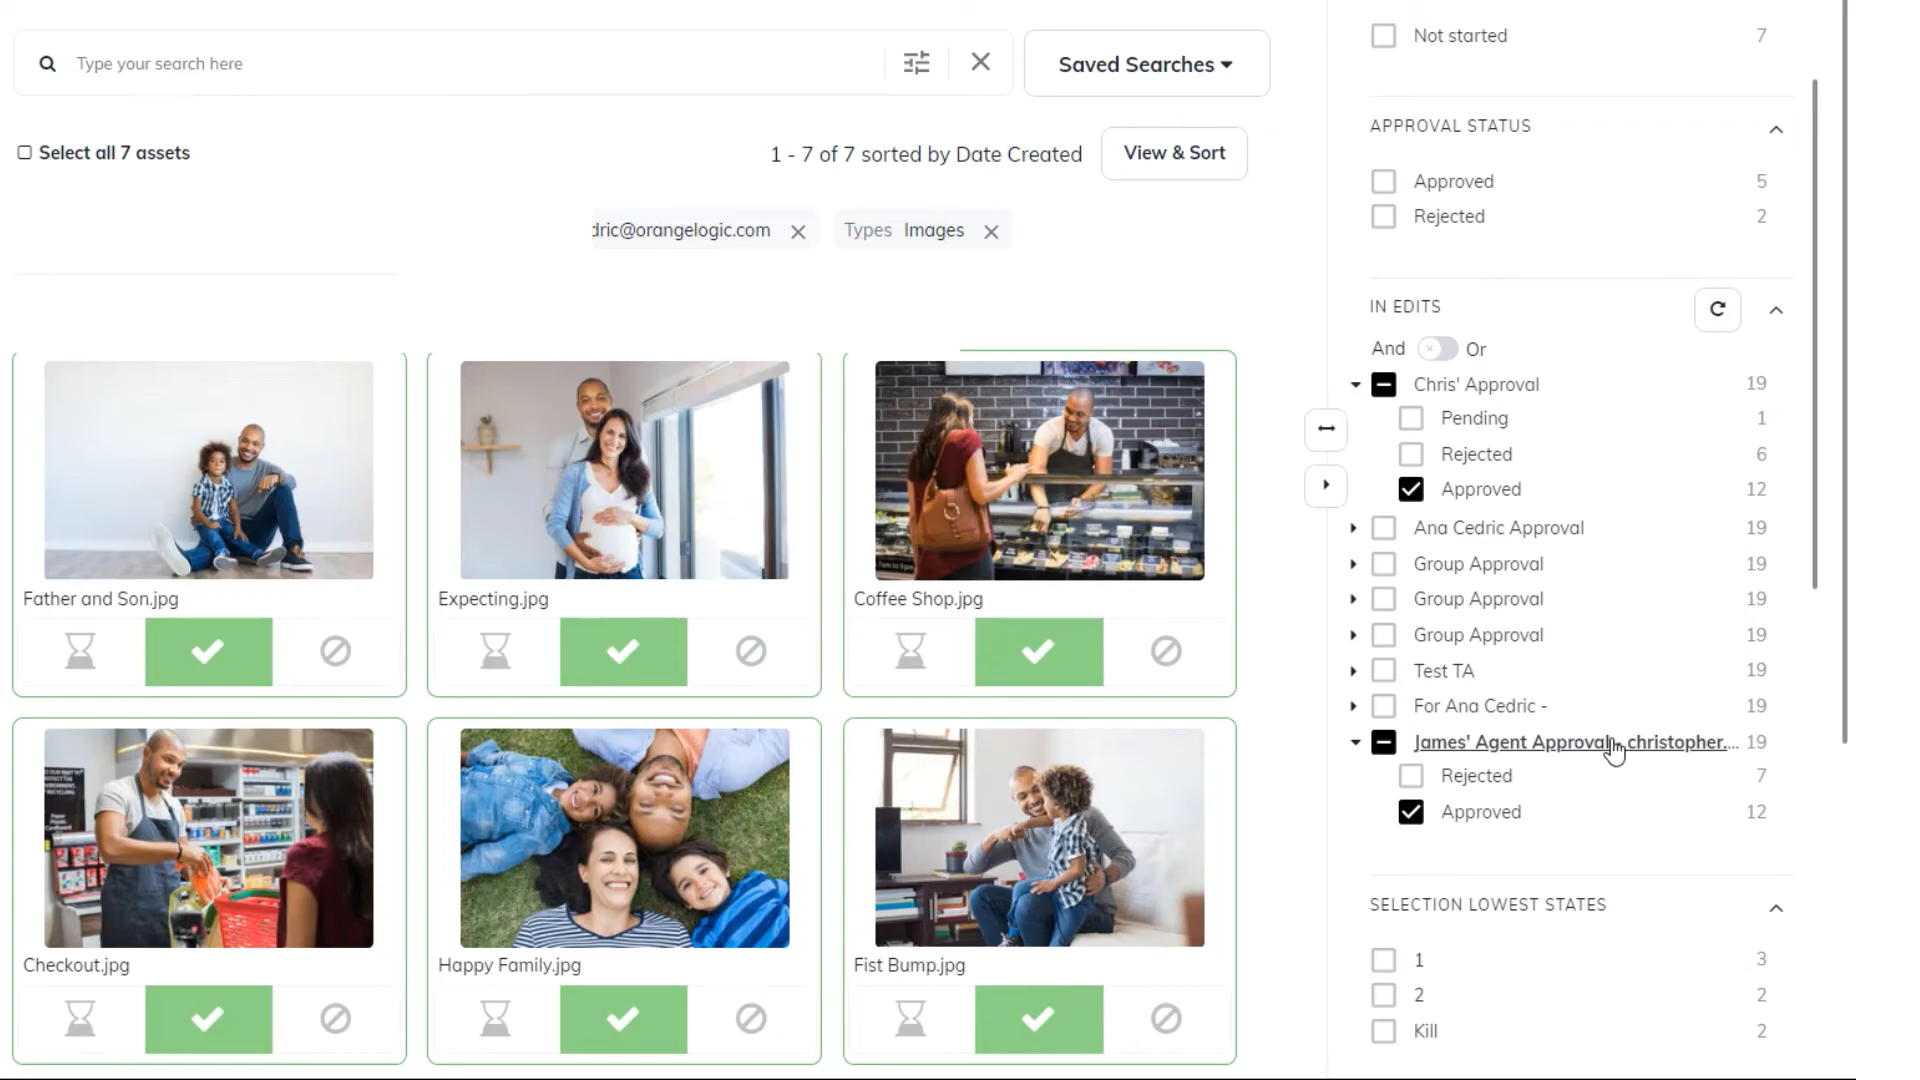 Type your search here
Saved Searches
Select all 7 assets
1 - 7 of 7 sorted by Date Created
View & Sort
dric@orangelogic.com
Types Images
Father and Son.jpg
Expecting.jpg
Coffee Shop.jpg
Checkout.jpg
Happy Family.jpg
Fist Bump.jpg
Not started 7
APPROVAL STATUS
Approved 5
Rejected 2
IN EDITS
And Or
Chris' Approval 19
Pending 1
Rejected 6
Approved 12
Ana Cedric Approval 19
Group Approval 19
Group Approval 19
Group Approval 19
Test TA 19
For Ana Cedric - 19
James' Agent Approval christopher.... 19
Rejected 7
Approved 12
SELECTION LOWEST STATES
1 3
2 2
Kill 2